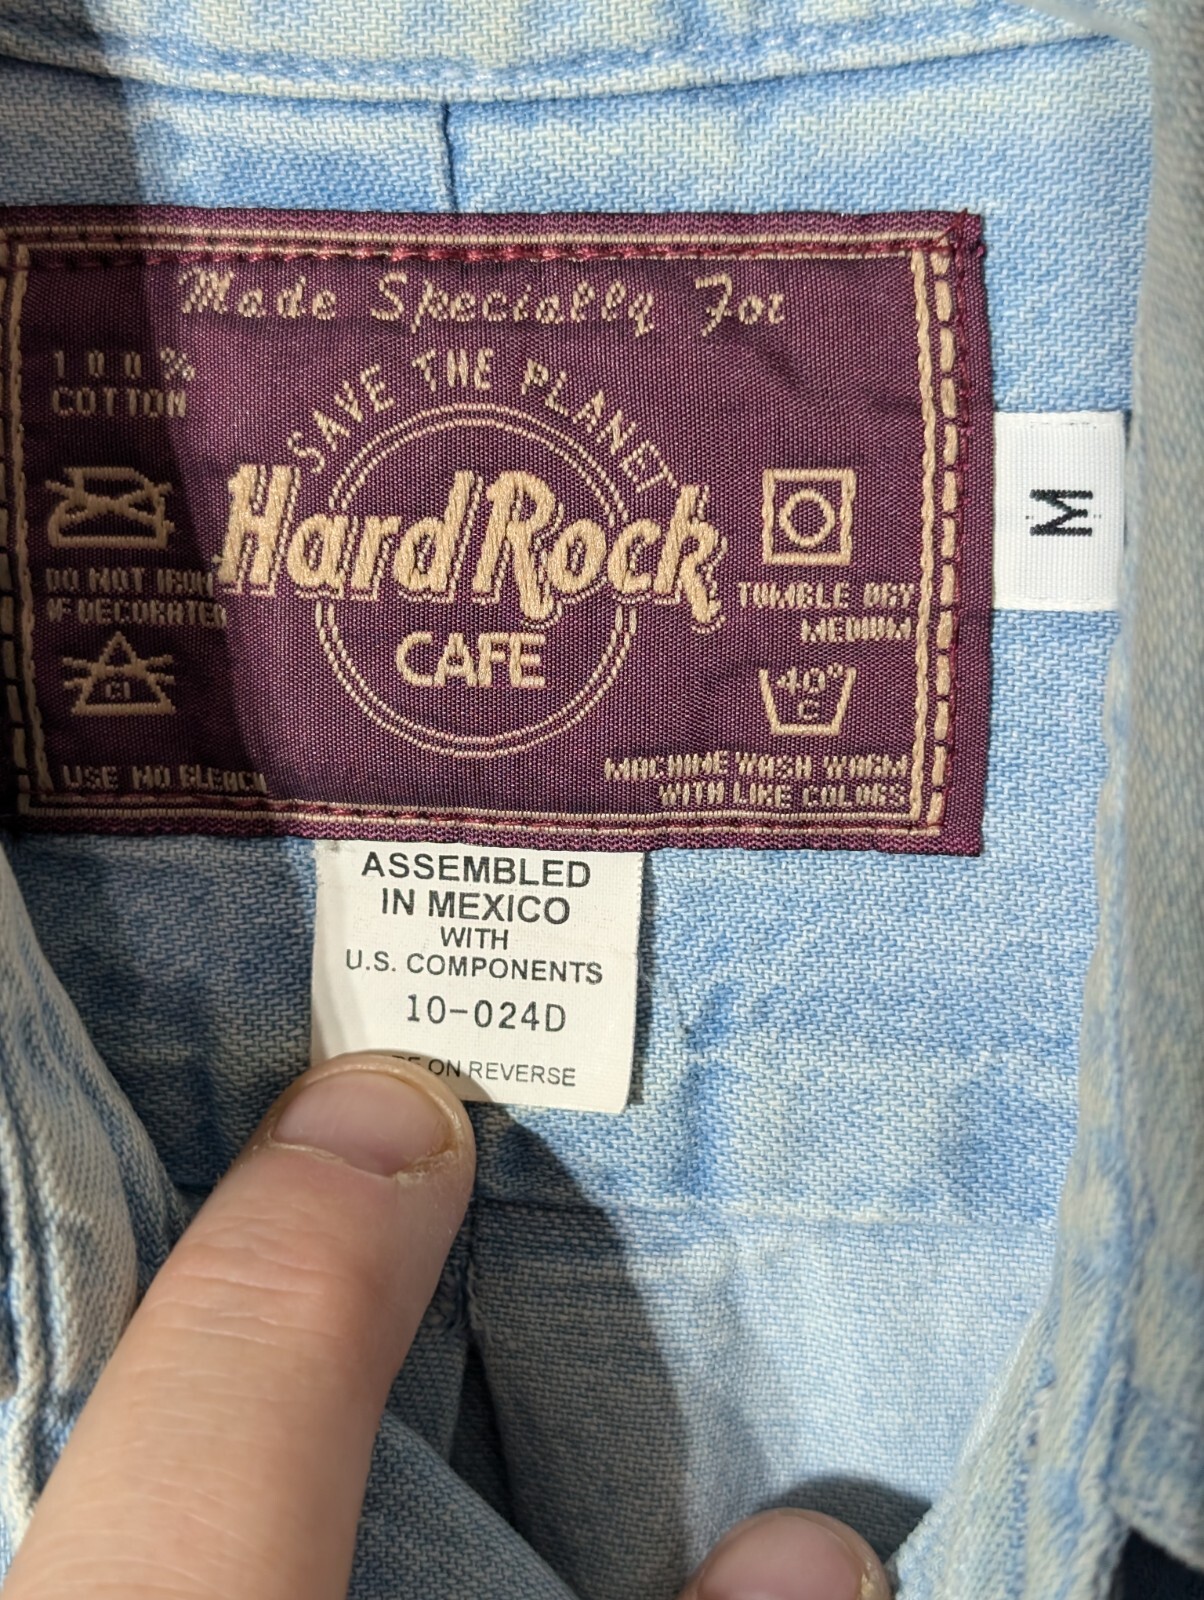 Made Specially For
100%
COTTON
SAVE THE PLANET
Hard Rock
CAFE
DO NOT IRON
IF DECORATED
CL
USE NO BLEACH
TUMBLE DRY
MEDIUM
40°
C
MACHINE WASH WARM
WITH LIKE COLORS
M
ASSEMBLED
IN MEXICO
WITH
U.S. COMPONENTS
10-024D
ON REVERSE